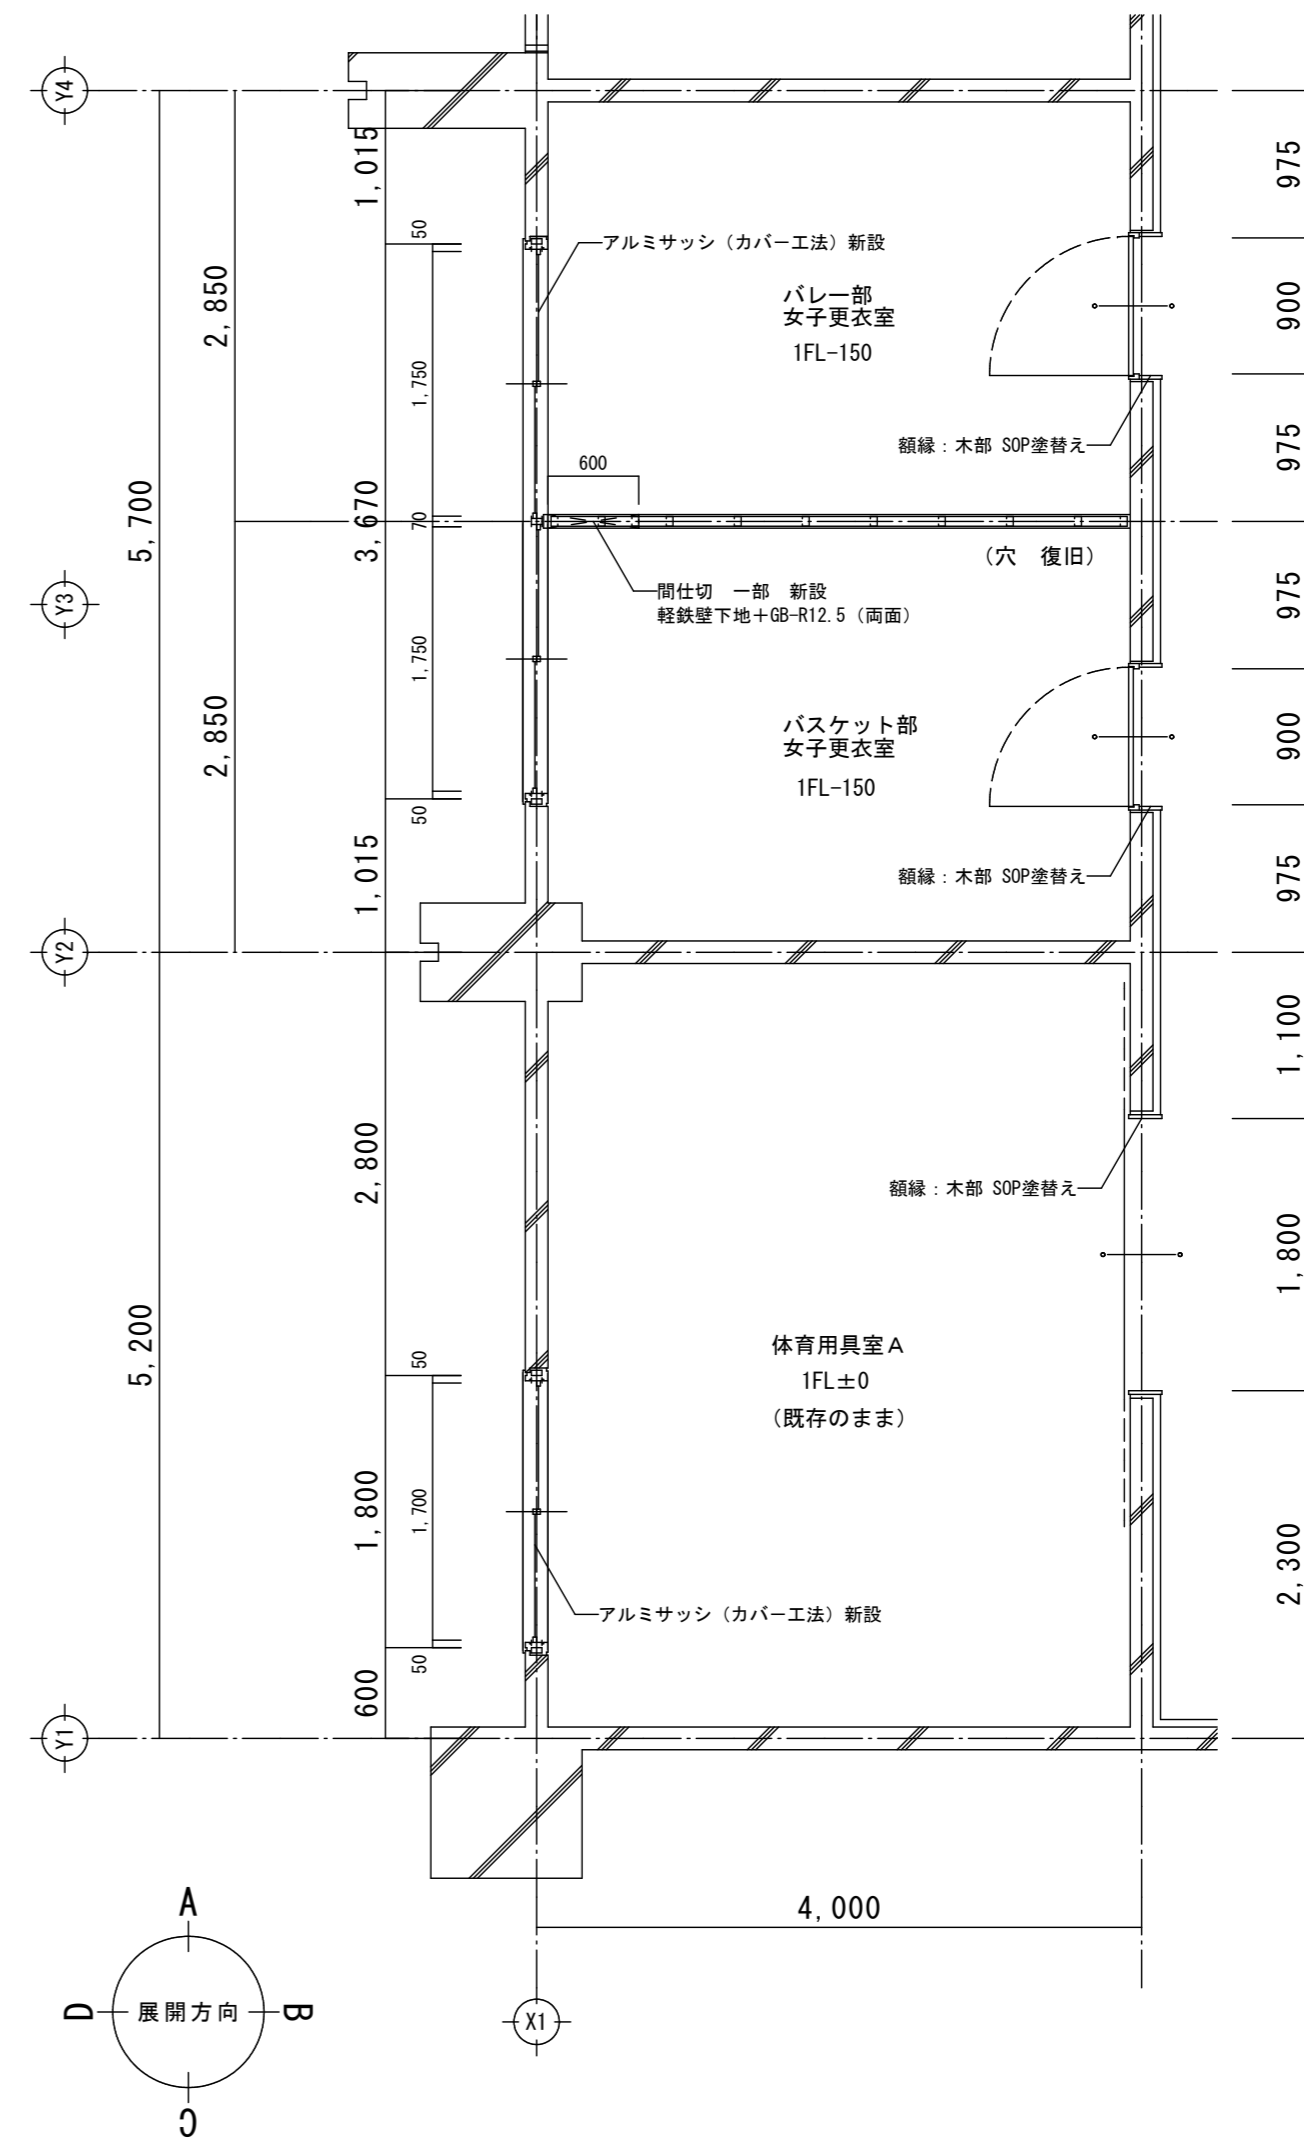 Y4
1,015
975
50
アルミサッシ（カバー工法）新設
バレー部
女子更衣室
1FL-150
900
2,850
1,750
額縁：木部 SOP塗替え
975
600
5,700
3,670
70
（穴　復旧）
Y3
間仕切　一部　新設
軽鉄壁下地＋GB-R12.5（両面）
975
1,750
2,850
バスケット部
女子更衣室
1FL-150
900
50
1,015
額縁：木部 SOP塗替え
975
Y2
1,100
2,800
額縁：木部 SOP塗替え
1,800
5,200
50
体育用具室Ａ
1FL±0
（既存のまま）
1,800
1,700
2,300
アルミサッシ（カバー工法）新設
50
600
Y1
4,000
A
D
展開方向
B
C
X1